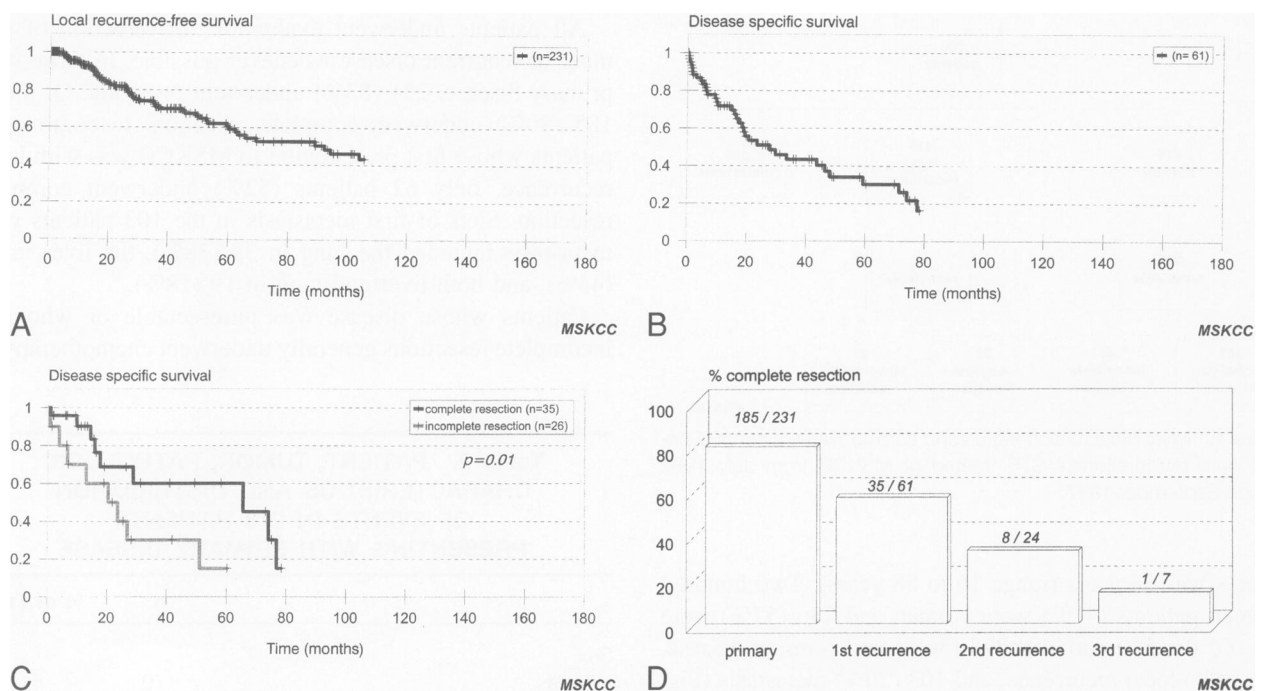 Local recurrence-free survival
(n=231)
1
0.8
0.6
0.4
0.2
0
0 20 40 60 80 100 120 140 160 180
Time (months)
A
MSKCC
Disease specific survival
(n= 61)
1
0.8
0.6
0.4
0.2
0
0 20 40 60 80 100 120 140 160 180
Time (months)
B
MSKCC
Disease specific survival
complete resection (n=35)
incomplete resection (n=26)
p=0.01
1
0.8
0.6
0.4
0.2
0
0 20 40 60 80 100 120 140 160 180
Time (months)
C
MSKCC
% complete resection
100
80
60
40
20
0
185 / 231
35 / 61
8 / 24
1 / 7
primary 1st recurrence 2nd recurrence 3rd recurrence
D
MSKCC